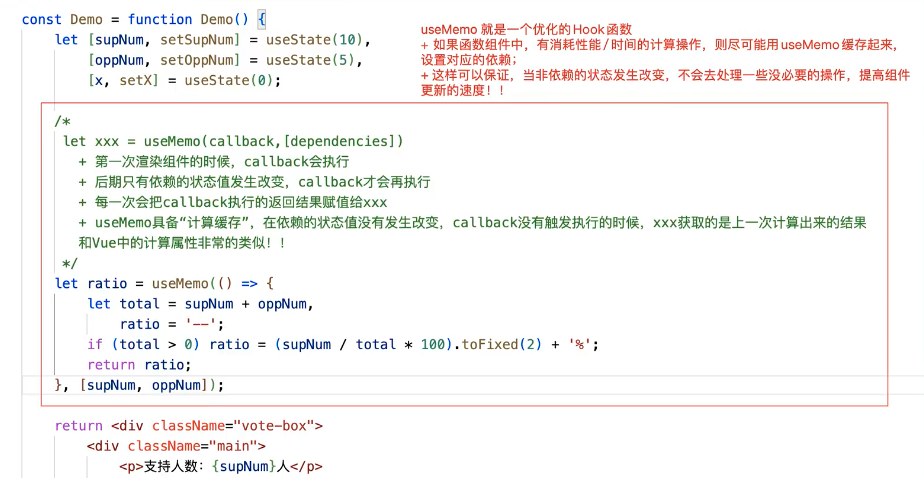 const Demo = function Demo() {
let [supNum, setSupNum] = useState(10),
[oppNum, setOppNum] = useState(5),
[x, setX] = useState(0);
useMemo 就是一个优化的Hook函数
+ 如果函数组件中，有消耗性能/时间的计算操作，则尽可能用useMemo缓存起来，
设置对应的依赖；
+ 这样可以保证，当非依赖的状态发生改变，不会去处理一些没必要的操作，提高组件
更新的速度！！
/*
let xxx = useMemo(callback,[dependencies])
+ 第一次渲染组件的时候，callback会执行
+ 后期只有依赖的状态值发生改变，callback才会再执行
+ 每一次会把callback执行的返回结果赋值给xxx
+ useMemo具备“计算缓存”，在依赖的状态值没有发生改变，callback没有触发执行的时候，xxx获取的是上一次计算出来的结果
和Vue中的计算属性非常的类似！！
*/
let ratio = useMemo(() => {
let total = supNum + oppNum,
ratio = '--';
if (total > 0) ratio = (supNum / total * 100).toFixed(2) + '%';
return ratio;
}, [supNum, oppNum]);
return <div className="vote-box">
<div className="main">
<p>支持人数：{supNum}人</p>